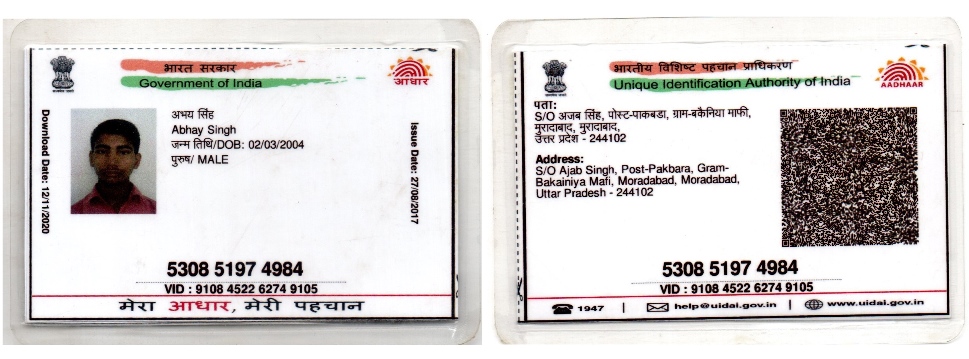 भारत सरकार
Government of India
आधार
Download Date: 12/11/2020
अभय सिंह
Abhay Singh
जन्म तिथि/DOB: 02/03/2004
पुरुष/ MALE
Issue Date: 27/08/2017
5308 5197 4984
VID : 9108 4522 6274 9105
मेरा आधार, मेरी पहचान
भारतीय विशिष्ट पहचान प्राधिकरण
Unique Identification Authority of India
AADHAAR
पता:
S/O अजब सिंह, पोस्ट-पाकबडा, ग्राम-बकैनिया माफी,
मुरादाबाद, मुरादाबाद,
उत्तर प्रदेश - 244102
Address:
S/O Ajab Singh, Post-Pakbara, Gram-
Bakainiya Mafi, Moradabad, Moradabad,
Uttar Pradesh - 244102
5308 5197 4984
VID : 9108 4522 6274 9105
1947 | help@uidai.gov.in | www.uidai.gov.in